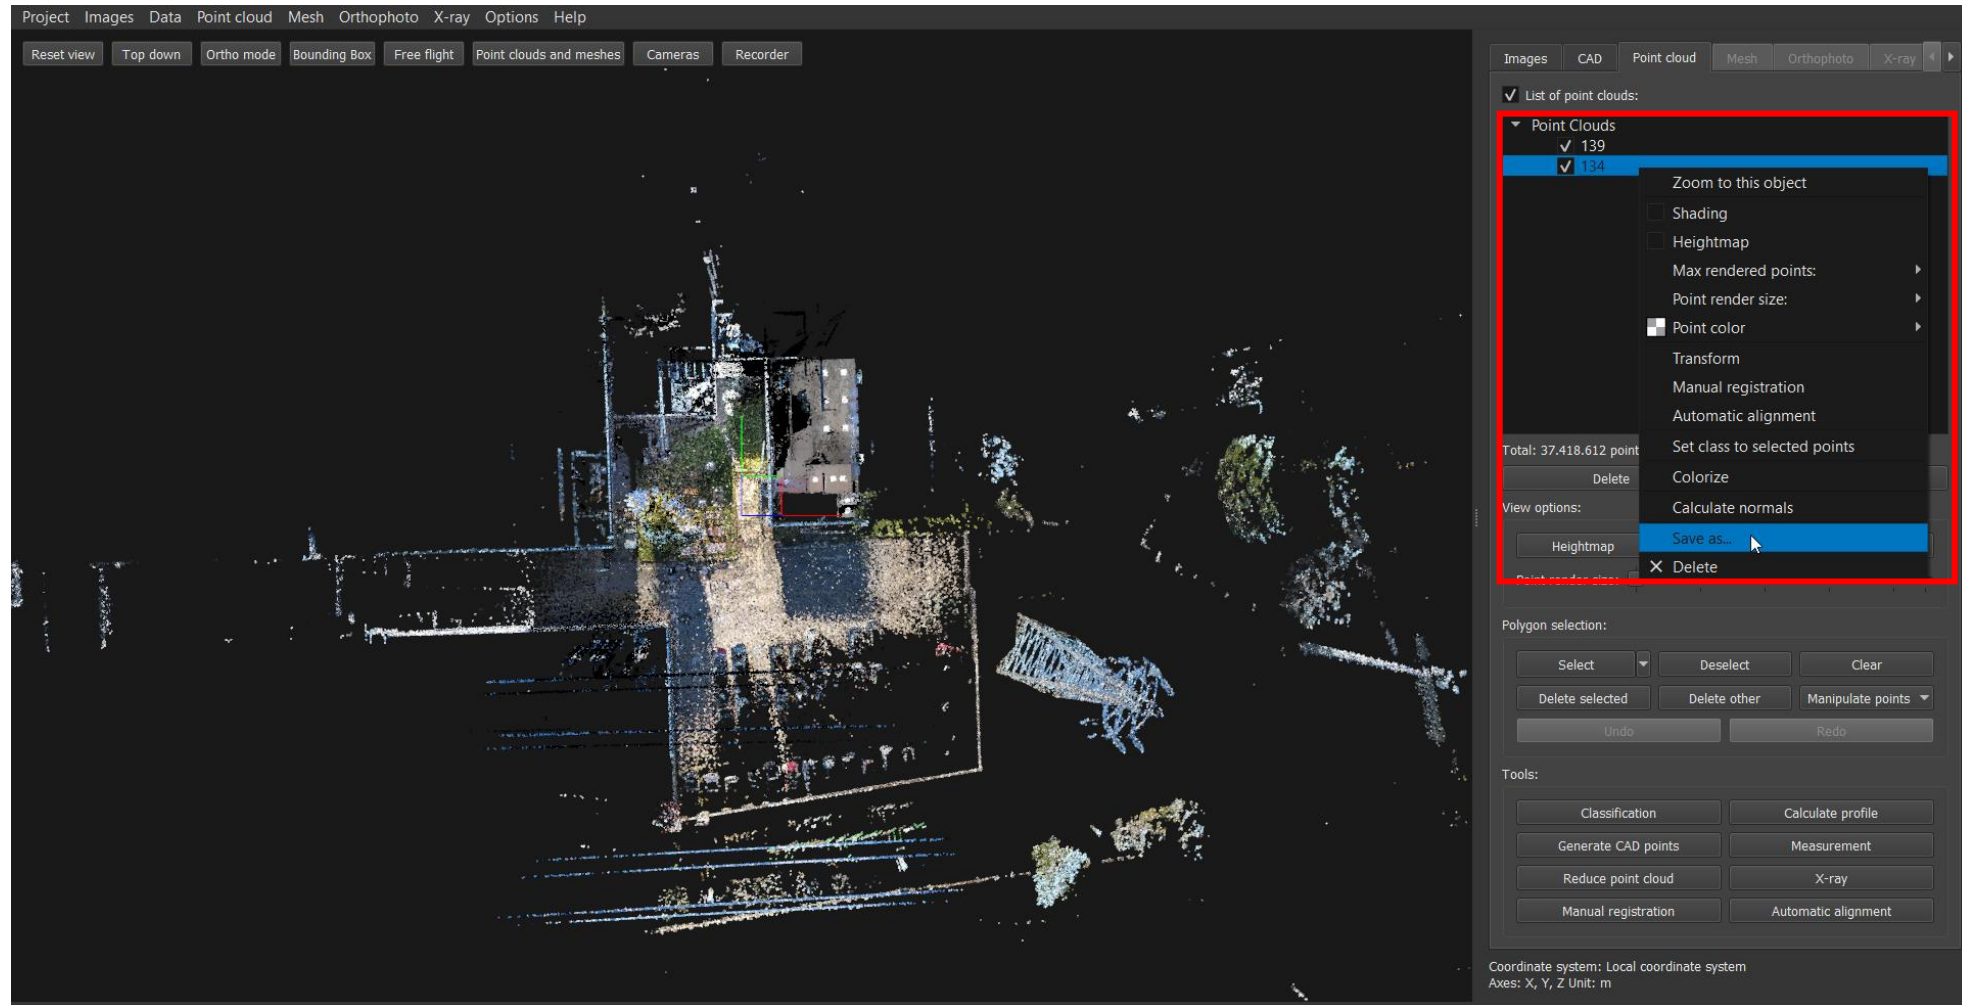 Project Images Data Point cloud Mesh Orthophoto X-ray Options Help
Reset view Top down Ortho mode Bounding Box Free flight Point clouds and meshes Cameras Recorder
Images CAD Point cloud Mesh Orthophoto X-ray
List of point clouds:
Point Clouds
139
134
Zoom to this object
Shading
Heightmap
Max rendered points:
Point render size:
Point color
Transform
Manual registration
Automatic alignment
Set class to selected points
Total: 37.418.612 point
Delete
Colorize
View options:
Calculate normals
Heightmap
Save as...
Delete
Polygon selection:
Select Deselect Clear
Delete selected Delete other Manipulate points
Undo Redo
Tools:
Classification Calculate profile
Generate CAD points Measurement
Reduce point cloud X-ray
Manual registration Automatic alignment
Coordinate system: Local coordinate system
Axes: X, Y, Z Unit: m